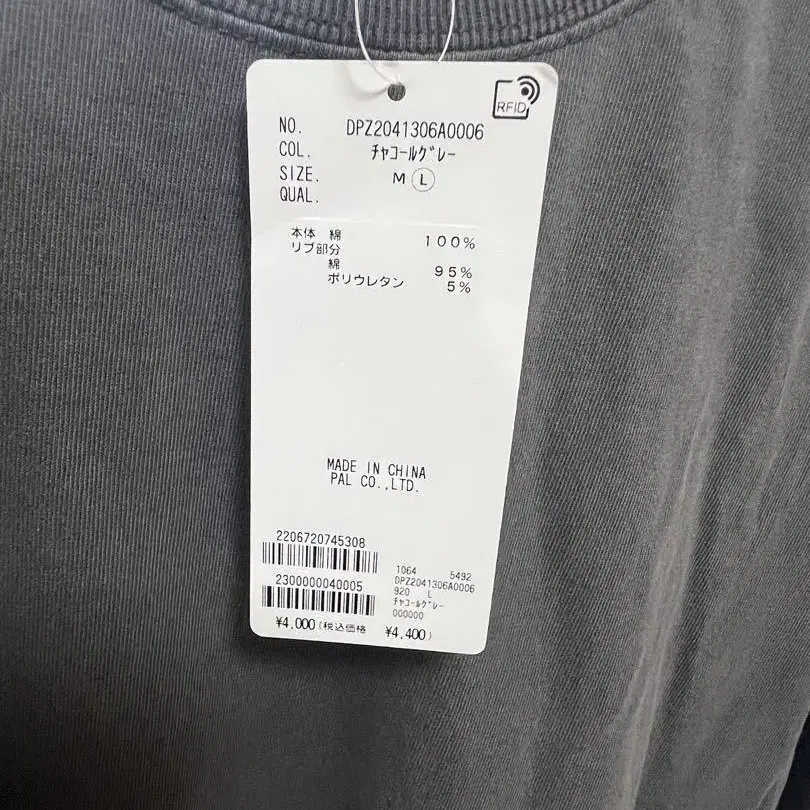 RFID
NO. DPZ2041306A0006
COL. ﾁｬｺｰﾙｸﾞﾚｰ
SIZE. M L
QUAL.
本体 綿 100%
リブ部分
綿 95%
ポリウレタン 5%
MADE IN CHINA
PAL CO.,LTD.
2206720745308
2300000040005
¥4,000(税込価格 ¥4,400)
1064 5492
DPZ2041306A0006
920 L
ﾁｬｺｰﾙｸﾞﾚｰ
000000